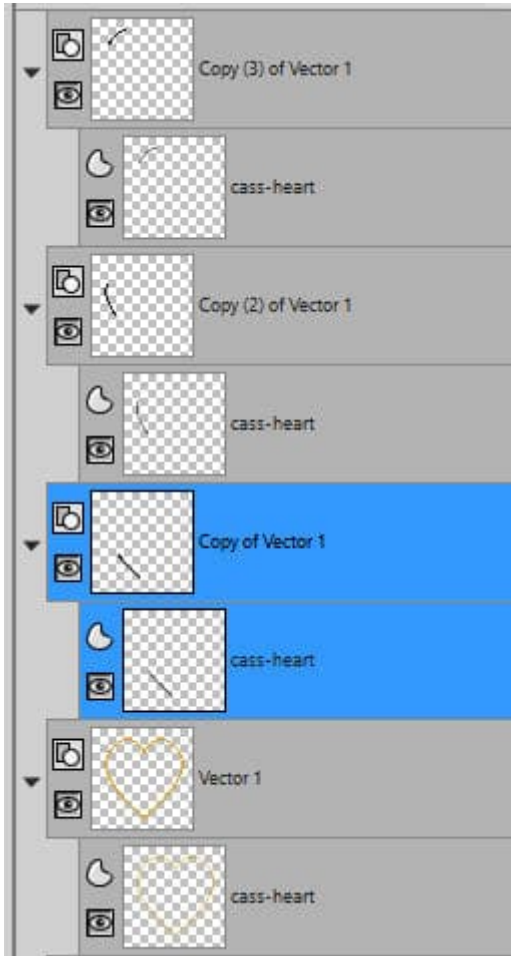 Copy (3) of Vector 1
cass-heart
Copy (2) of Vector 1
cass-heart
Copy of Vector 1
cass-heart
Vector 1
cass-heart